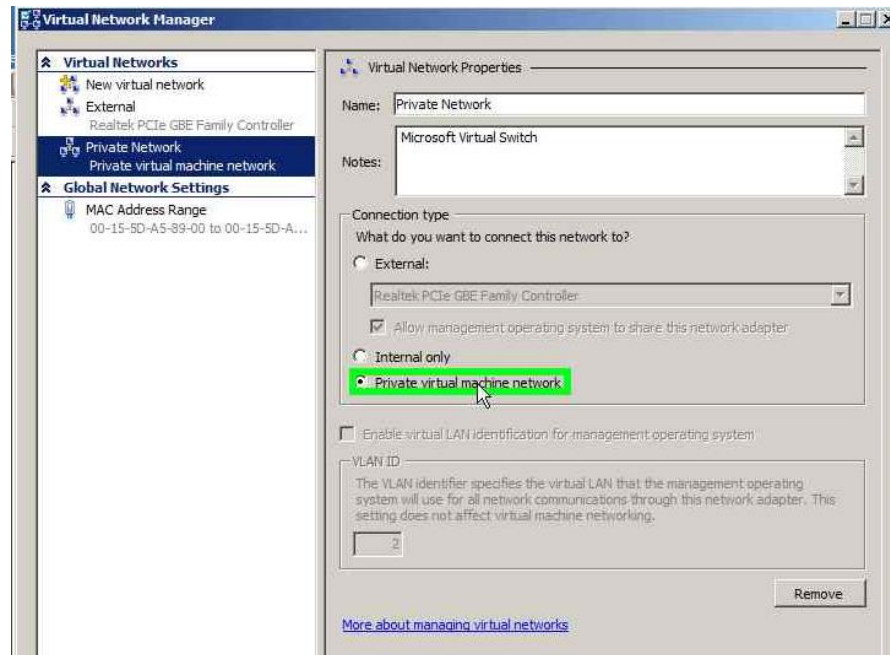 Virtual Network Manager
Virtual Networks
New virtual network
External
Realtek PCIe GBE Family Controller
Private Network
Private virtual machine network
Global Network Settings
MAC Address Range
00-15-5D-A5-89-00 to 00-15-5D-A...
Virtual Network Properties
Name: Private Network
Notes: Microsoft Virtual Switch
Connection type
What do you want to connect this network to?
External:
Realtek PCIe GBE Family Controller
Allow management operating system to share this network adapter
Internal only
Private virtual machine network
Enable virtual LAN identification for management operating system
VLAN ID
The VLAN identifier specifies the virtual LAN that the management operating
system will use for all network communications through this network adapter. This
setting does not affect virtual machine networking.
2
Remove
More about managing virtual networks